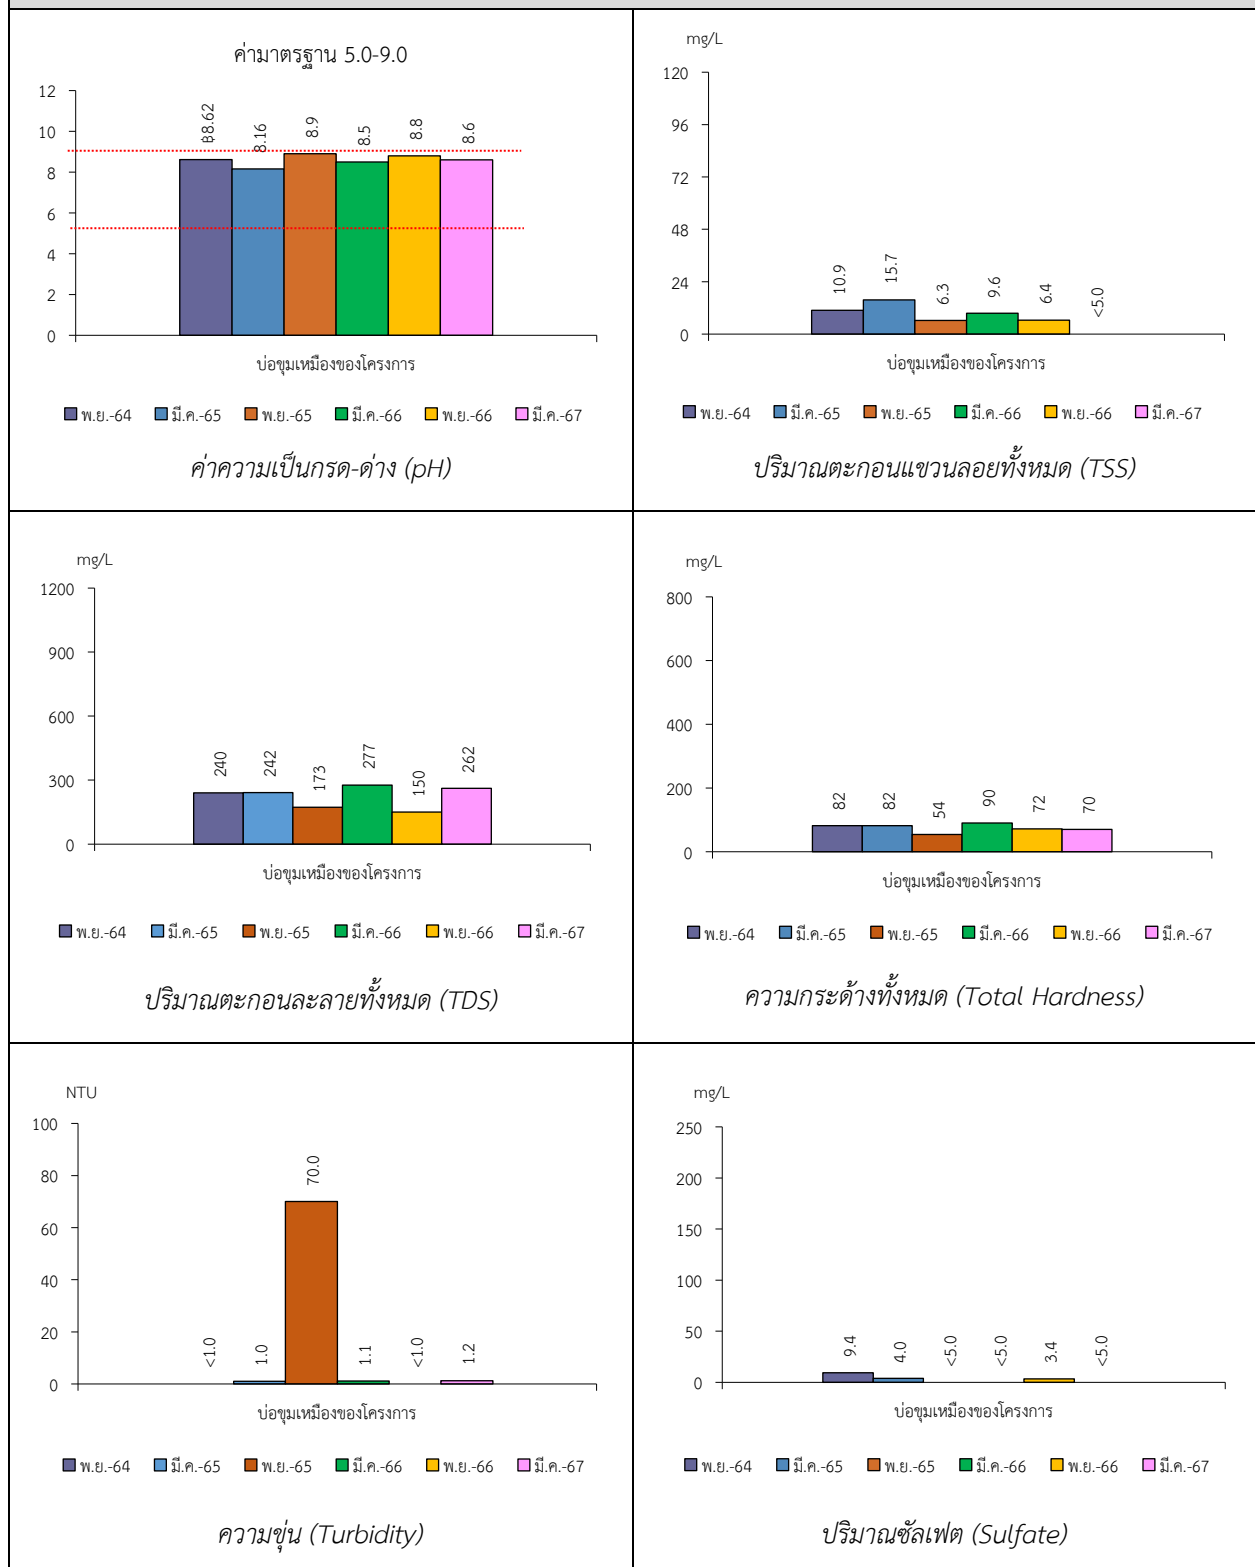 ค่ามาตรฐาน 5.0-9.0
12
10
8
6
4
2
0
฿8.62
8.16
8.9
8.5
8.8
8.6
บ่อขุมเหมืองของโครงการ
พ.ย.-64 มี.ค.-65 พ.ย.-65 มี.ค.-66 พ.ย.-66 มี.ค.-67
ค่าความเป็นกรด-ด่าง (pH)
mg/L
120
96
72
48
24
0
10.9
15.7
6.3
9.6
6.4
<5.0
บ่อขุมเหมืองของโครงการ
พ.ย.-64 มี.ค.-65 พ.ย.-65 มี.ค.-66 พ.ย.-66 มี.ค.-67
ปริมาณตะกอนแขวนลอยทั้งหมด (TSS)
mg/L
1200
900
600
300
0
240
242
173
277
150
262
บ่อขุมเหมืองของโครงการ
พ.ย.-64 มี.ค.-65 พ.ย.-65 มี.ค.-66 พ.ย.-66 มี.ค.-67
ปริมาณตะกอนละลายทั้งหมด (TDS)
mg/L
800
600
400
200
0
82
82
54
90
72
70
บ่อขุมเหมืองของโครงการ
พ.ย.-64 มี.ค.-65 พ.ย.-65 มี.ค.-66 พ.ย.-66 มี.ค.-67
ความกระด้างทั้งหมด (Total Hardness)
NTU
100
80
60
40
20
0
<1.0
1.0
70.0
1.1
<1.0
1.2
บ่อขุมเหมืองของโครงการ
พ.ย.-64 มี.ค.-65 พ.ย.-65 มี.ค.-66 พ.ย.-66 มี.ค.-67
ความขุ่น (Turbidity)
mg/L
250
200
150
100
50
0
9.4
4.0
<5.0
<5.0
3.4
<5.0
บ่อขุมเหมืองของโครงการ
พ.ย.-64 มี.ค.-65 พ.ย.-65 มี.ค.-66 พ.ย.-66 มี.ค.-67
ปริมาณซัลเฟต (Sulfate)